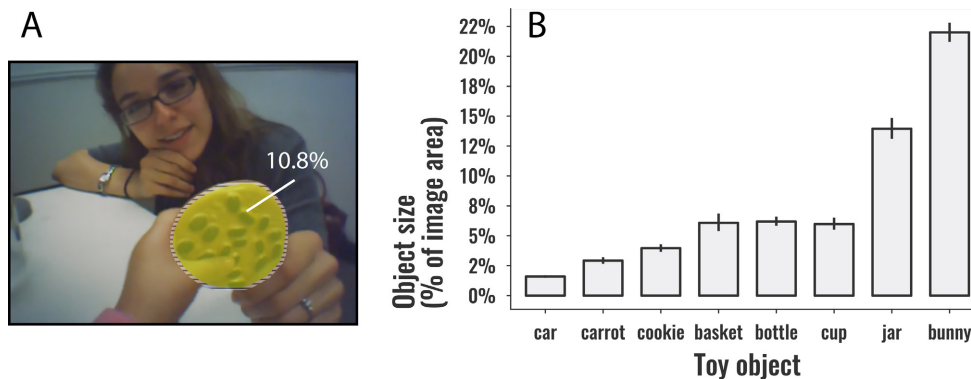 A
10.8%
B
Object size
(% of image area)
22%
20%
18%
15%
12%
10%
8%
5%
2%
0%
car carrot cookie basket bottle cup jar bunny
Toy object